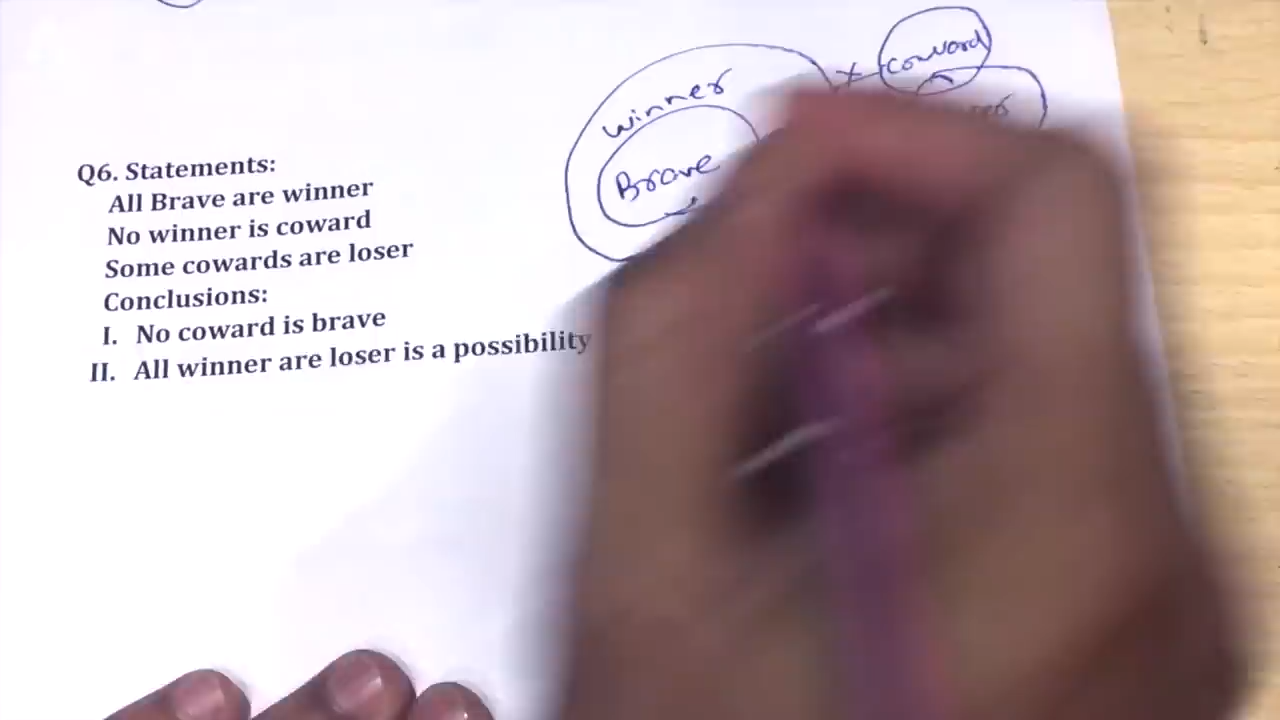 coward
winner
Brave
Q6. Statements:
All Brave are winner
No winner is coward
Some cowards are loser
Conclusions:
I. No coward is brave
II. All winner are loser is a possibility